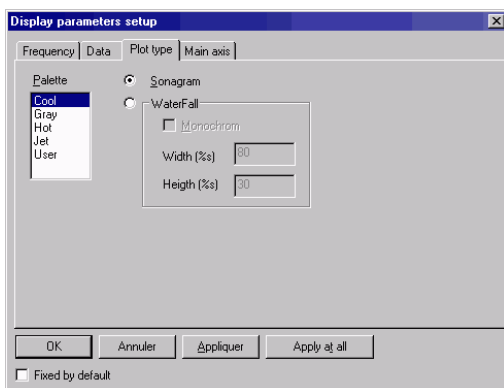 Display parameters setup
Frequency Data Plot type Main axis
Palette
Cool
Gray
Hot
Jet
User
Sonagram
WaterFall
Monochrom
Width (%s) 80
Heigth (%s) 30
OK Annuler Appliquer Apply at all
Fixed by default